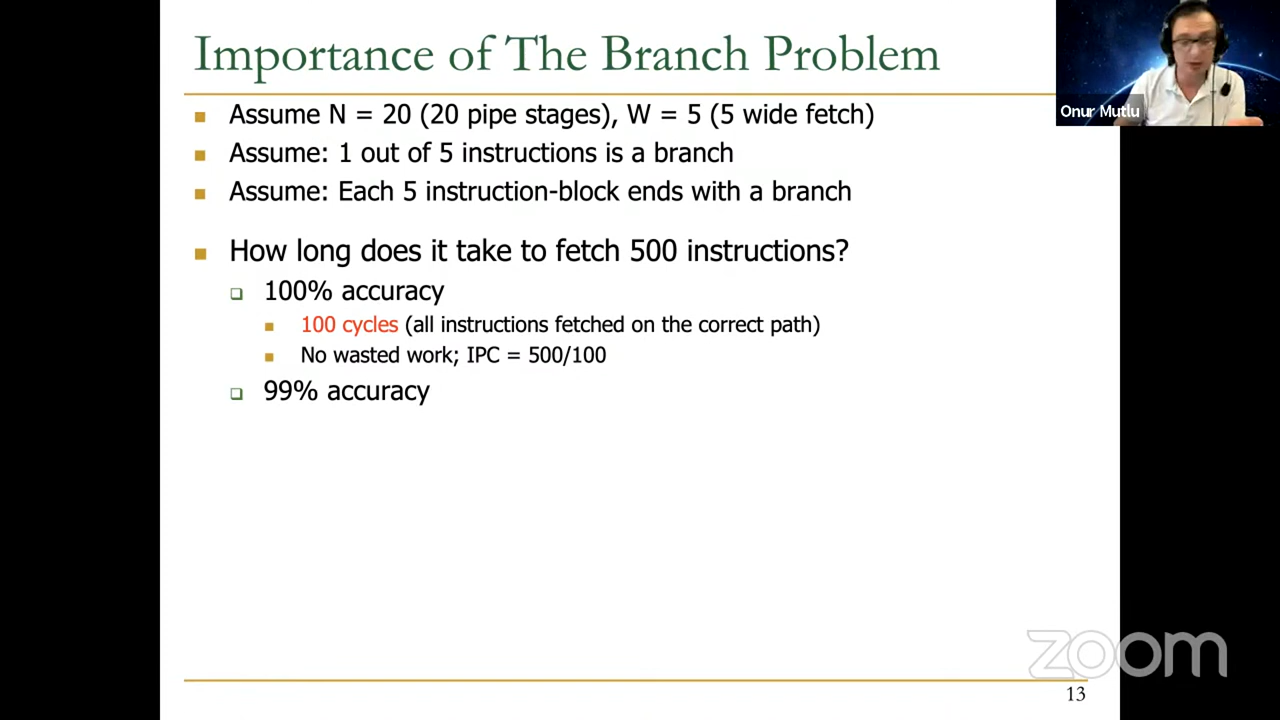 Importance of The Branch Problem
Onur Mutlu
Assume N = 20 (20 pipe stages), W = 5 (5 wide fetch)
Assume: 1 out of 5 instructions is a branch
Assume: Each 5 instruction-block ends with a branch
How long does it take to fetch 500 instructions?
100% accuracy
100 cycles (all instructions fetched on the correct path)
No wasted work; IPC = 500/100
99% accuracy
zoom
13